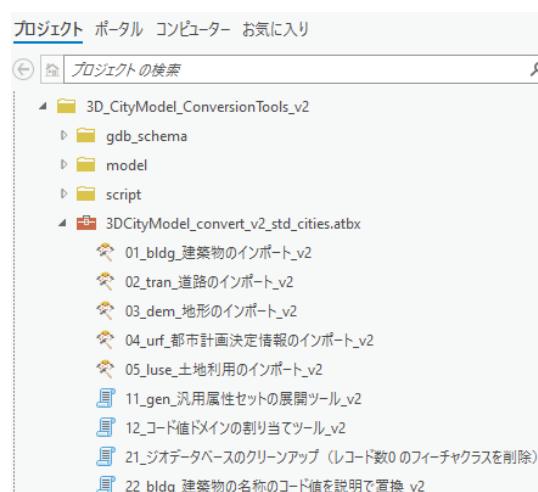 プロジェクト ポータル コンピューター お気に入り
プロジェクトの検索
3D_CityModel_ConversionTools_v2
gdb_schema
model
script
3DCityModel_convert_v2_std_cities.atbx
01_bldg_建築物のインポート_v2
02_tran_道路のインポート_v2
03_dem_地形のインポート_v2
04_urf_都市計画決定情報のインポート_v2
05_luse_土地利用のインポート_v2
11_gen_汎用属性セットの展開ツール_v2
12_コード値ドメインの割り当てツール_v2
21_ジオデータベースのクリーンアップ（レコード数0 のフィーチャクラスを削除）
22_bldg_建築物の名称のコード値を説明で置換_v2